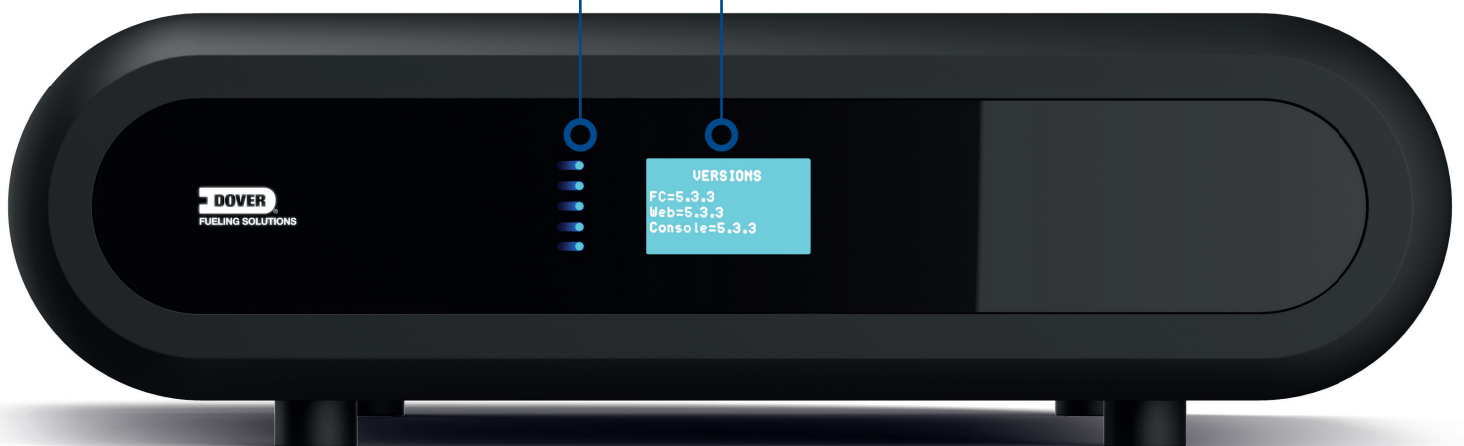 DOVER
FUELING SOLUTIONS
VERSIONS
FC=5.3.3
Web=5.3.3
Console=5.3.3